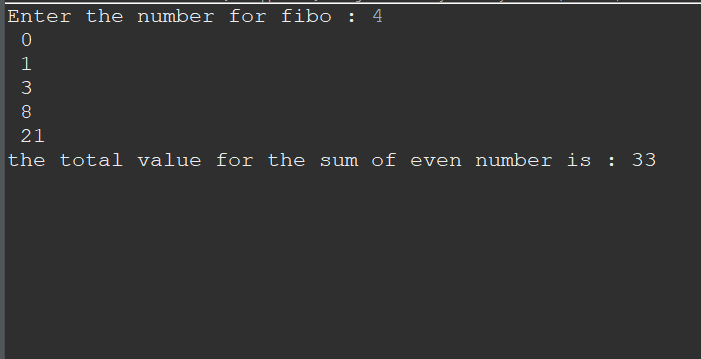 Enter the number for fibo : 4
0
1
3
8
21
the total value for the sum of even number is : 33